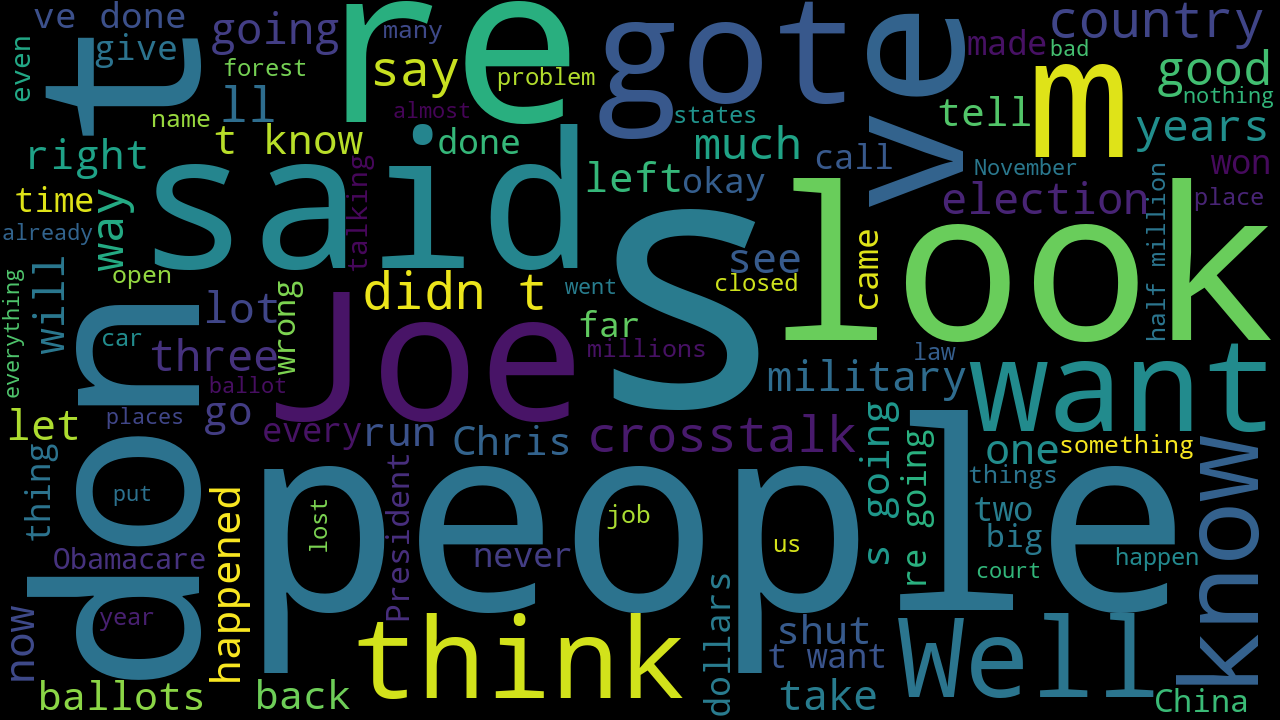 ve done
going
re
many
gote
ve
country
even
give
t
say
problem
made
bad
m
good
forest
ll
almost
states
tell
nothing
name
t know
done
much
years
right
said
talking
left
okay
call
November
won
time
way
s
look
election
place
already
open
didn t
went
see
closed
came
half million
everything
will
don
lot
wrong
Joe
far
car
three
millions
law
ballot
military
want
let
places
go
every
run
Chris
crosstalk
s going
re going
one
something
know
thing
put
happened
people
things
lost
President
job
us
two
big
Obamacare
never
court
happen
now
year
think
dollars
shut
t want
Well
ballots
back
take
China